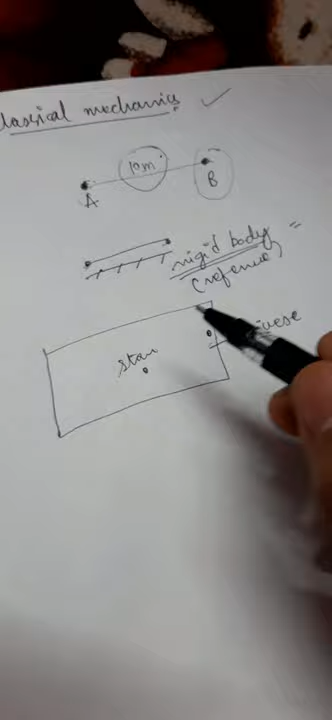 classical mechanics
10m
A
B
rigid body =
(reference)
star